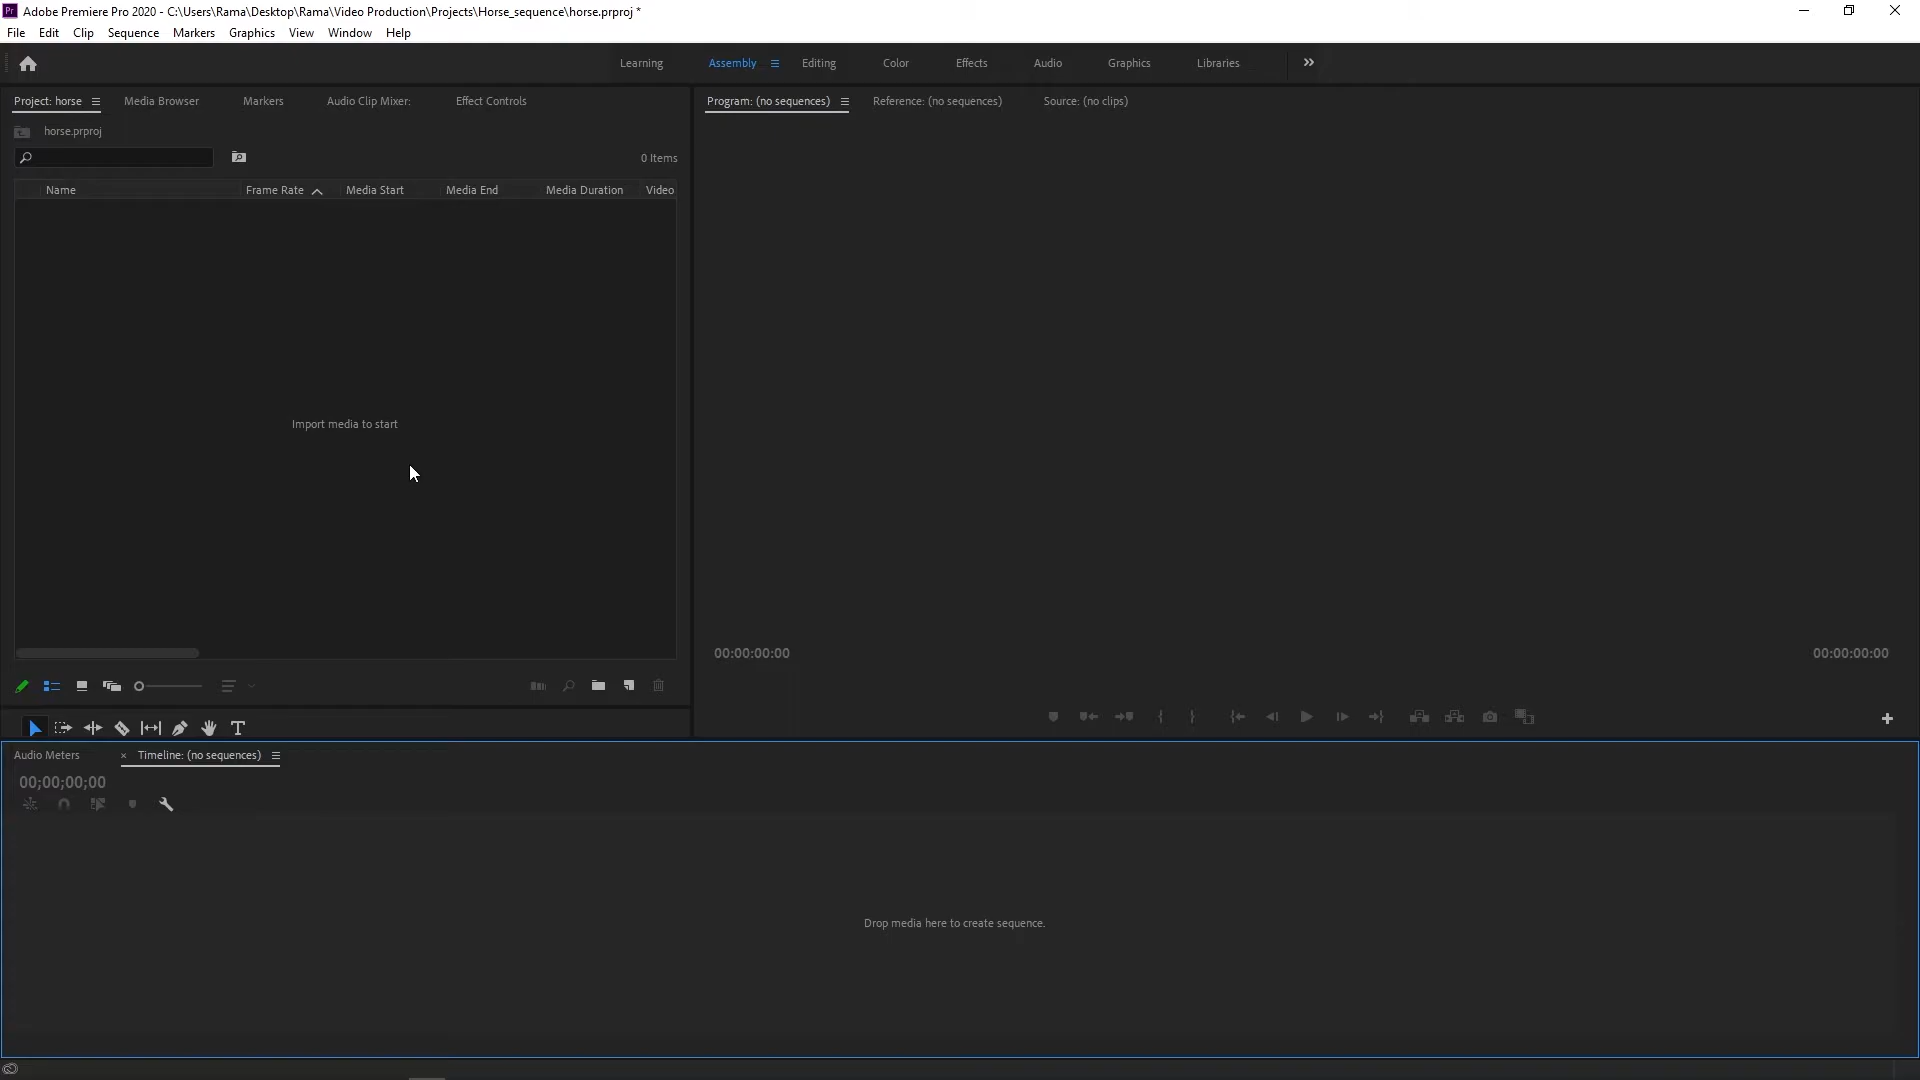 Pr Adobe Premiere Pro 2020 - C:\Users\Rama\Desktop\Rama\Video Production\Projects\Horse_sequence\horse.prproj *
File Edit Clip Sequence Markers Graphics View Window Help
Learning Assembly Editing Color Effects Audio Graphics Libraries
Project: horse Media Browser Markers Audio Clip Mixer: Effect Controls
Program: (no sequences) Reference: (no sequences) Source: (no clips)
horse.prproj
0 Items
Name Frame Rate Media Start Media End Media Duration Video
Import media to start
00:00:00:00 00:00:00:00
Audio Meters Timeline: (no sequences)
00;00;00;00
Drop media here to create sequence.